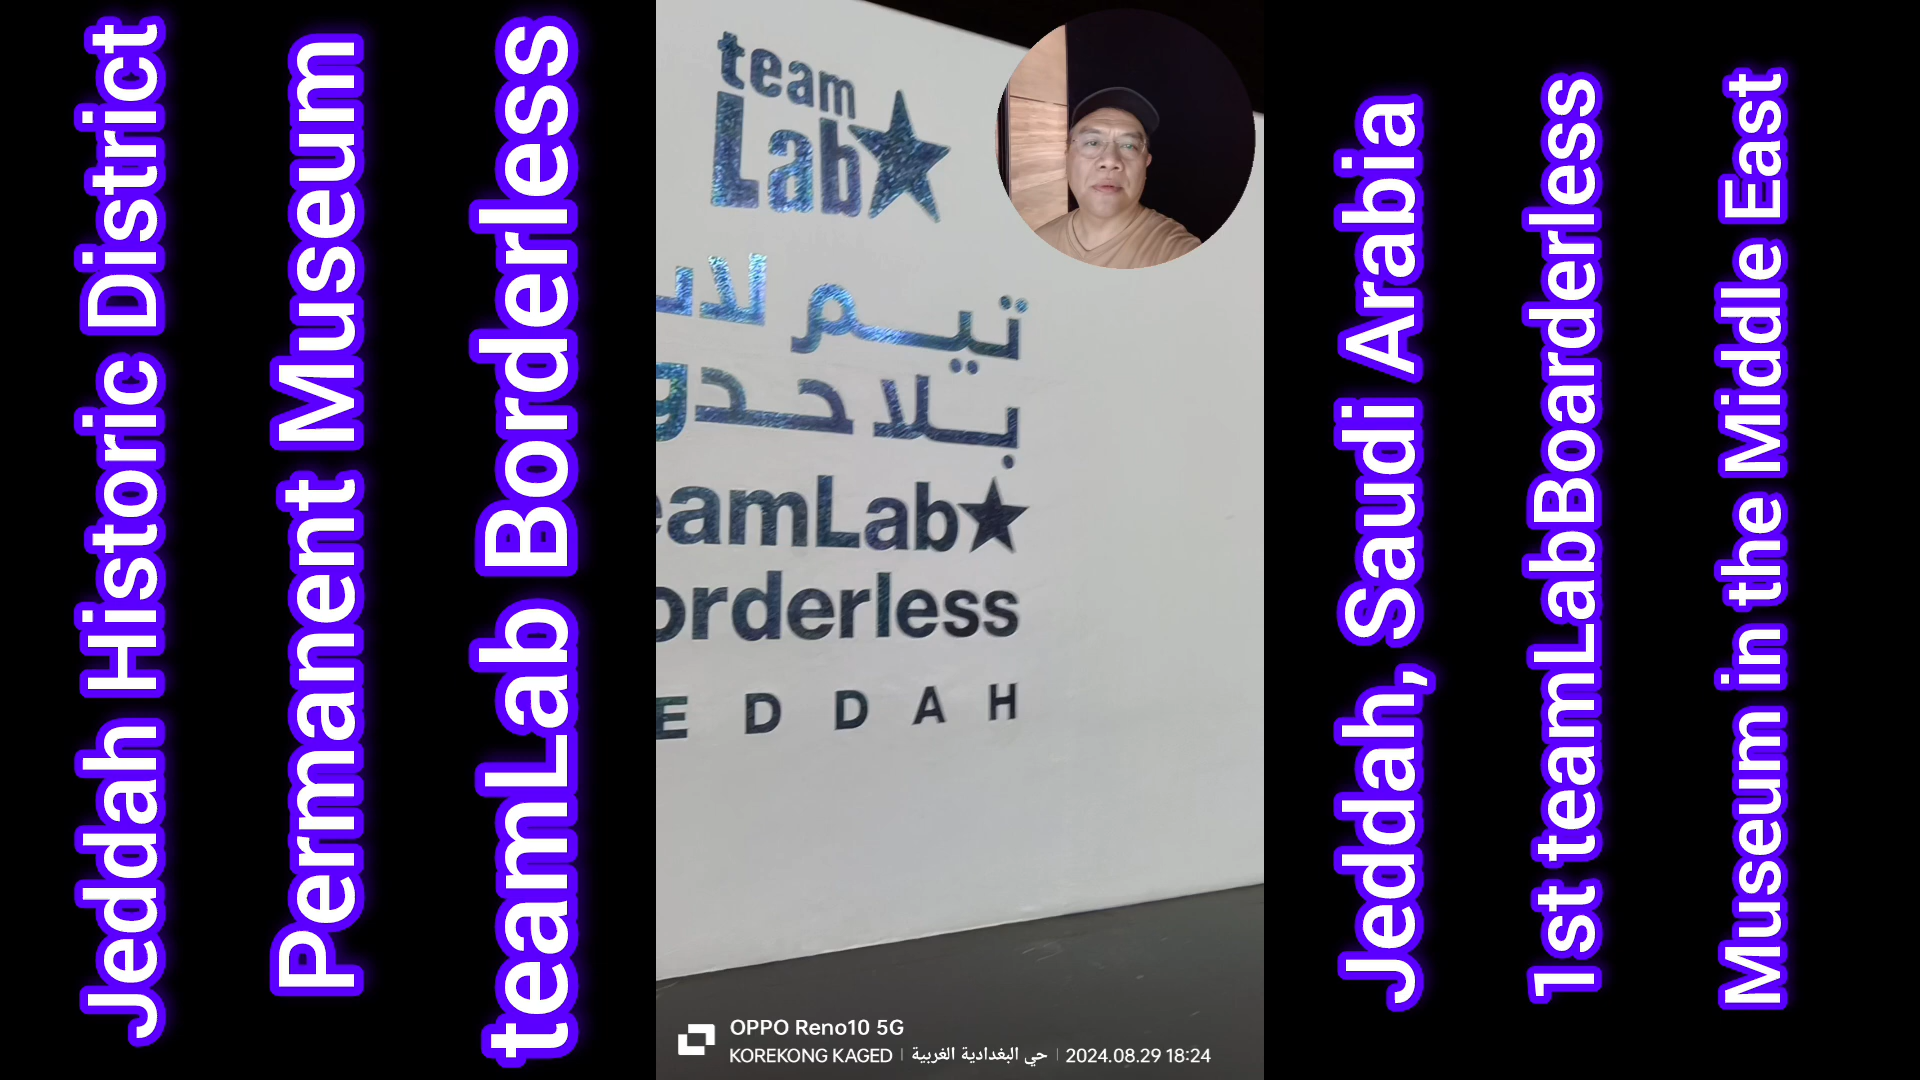 Jeddah Historic District
Permanent Museum
teamLab Borderless
team
Lab
تيم لاب
بلا حدو
eamLab
orderless
EDDAH
OPPO Reno10 5G
KOREKONG KAGED | حي البغدادية الغربية | 2024.08.29 18:24
Jeddah, Saudi Arabia
1st teamLabBoarderless
Museum in the Middle East